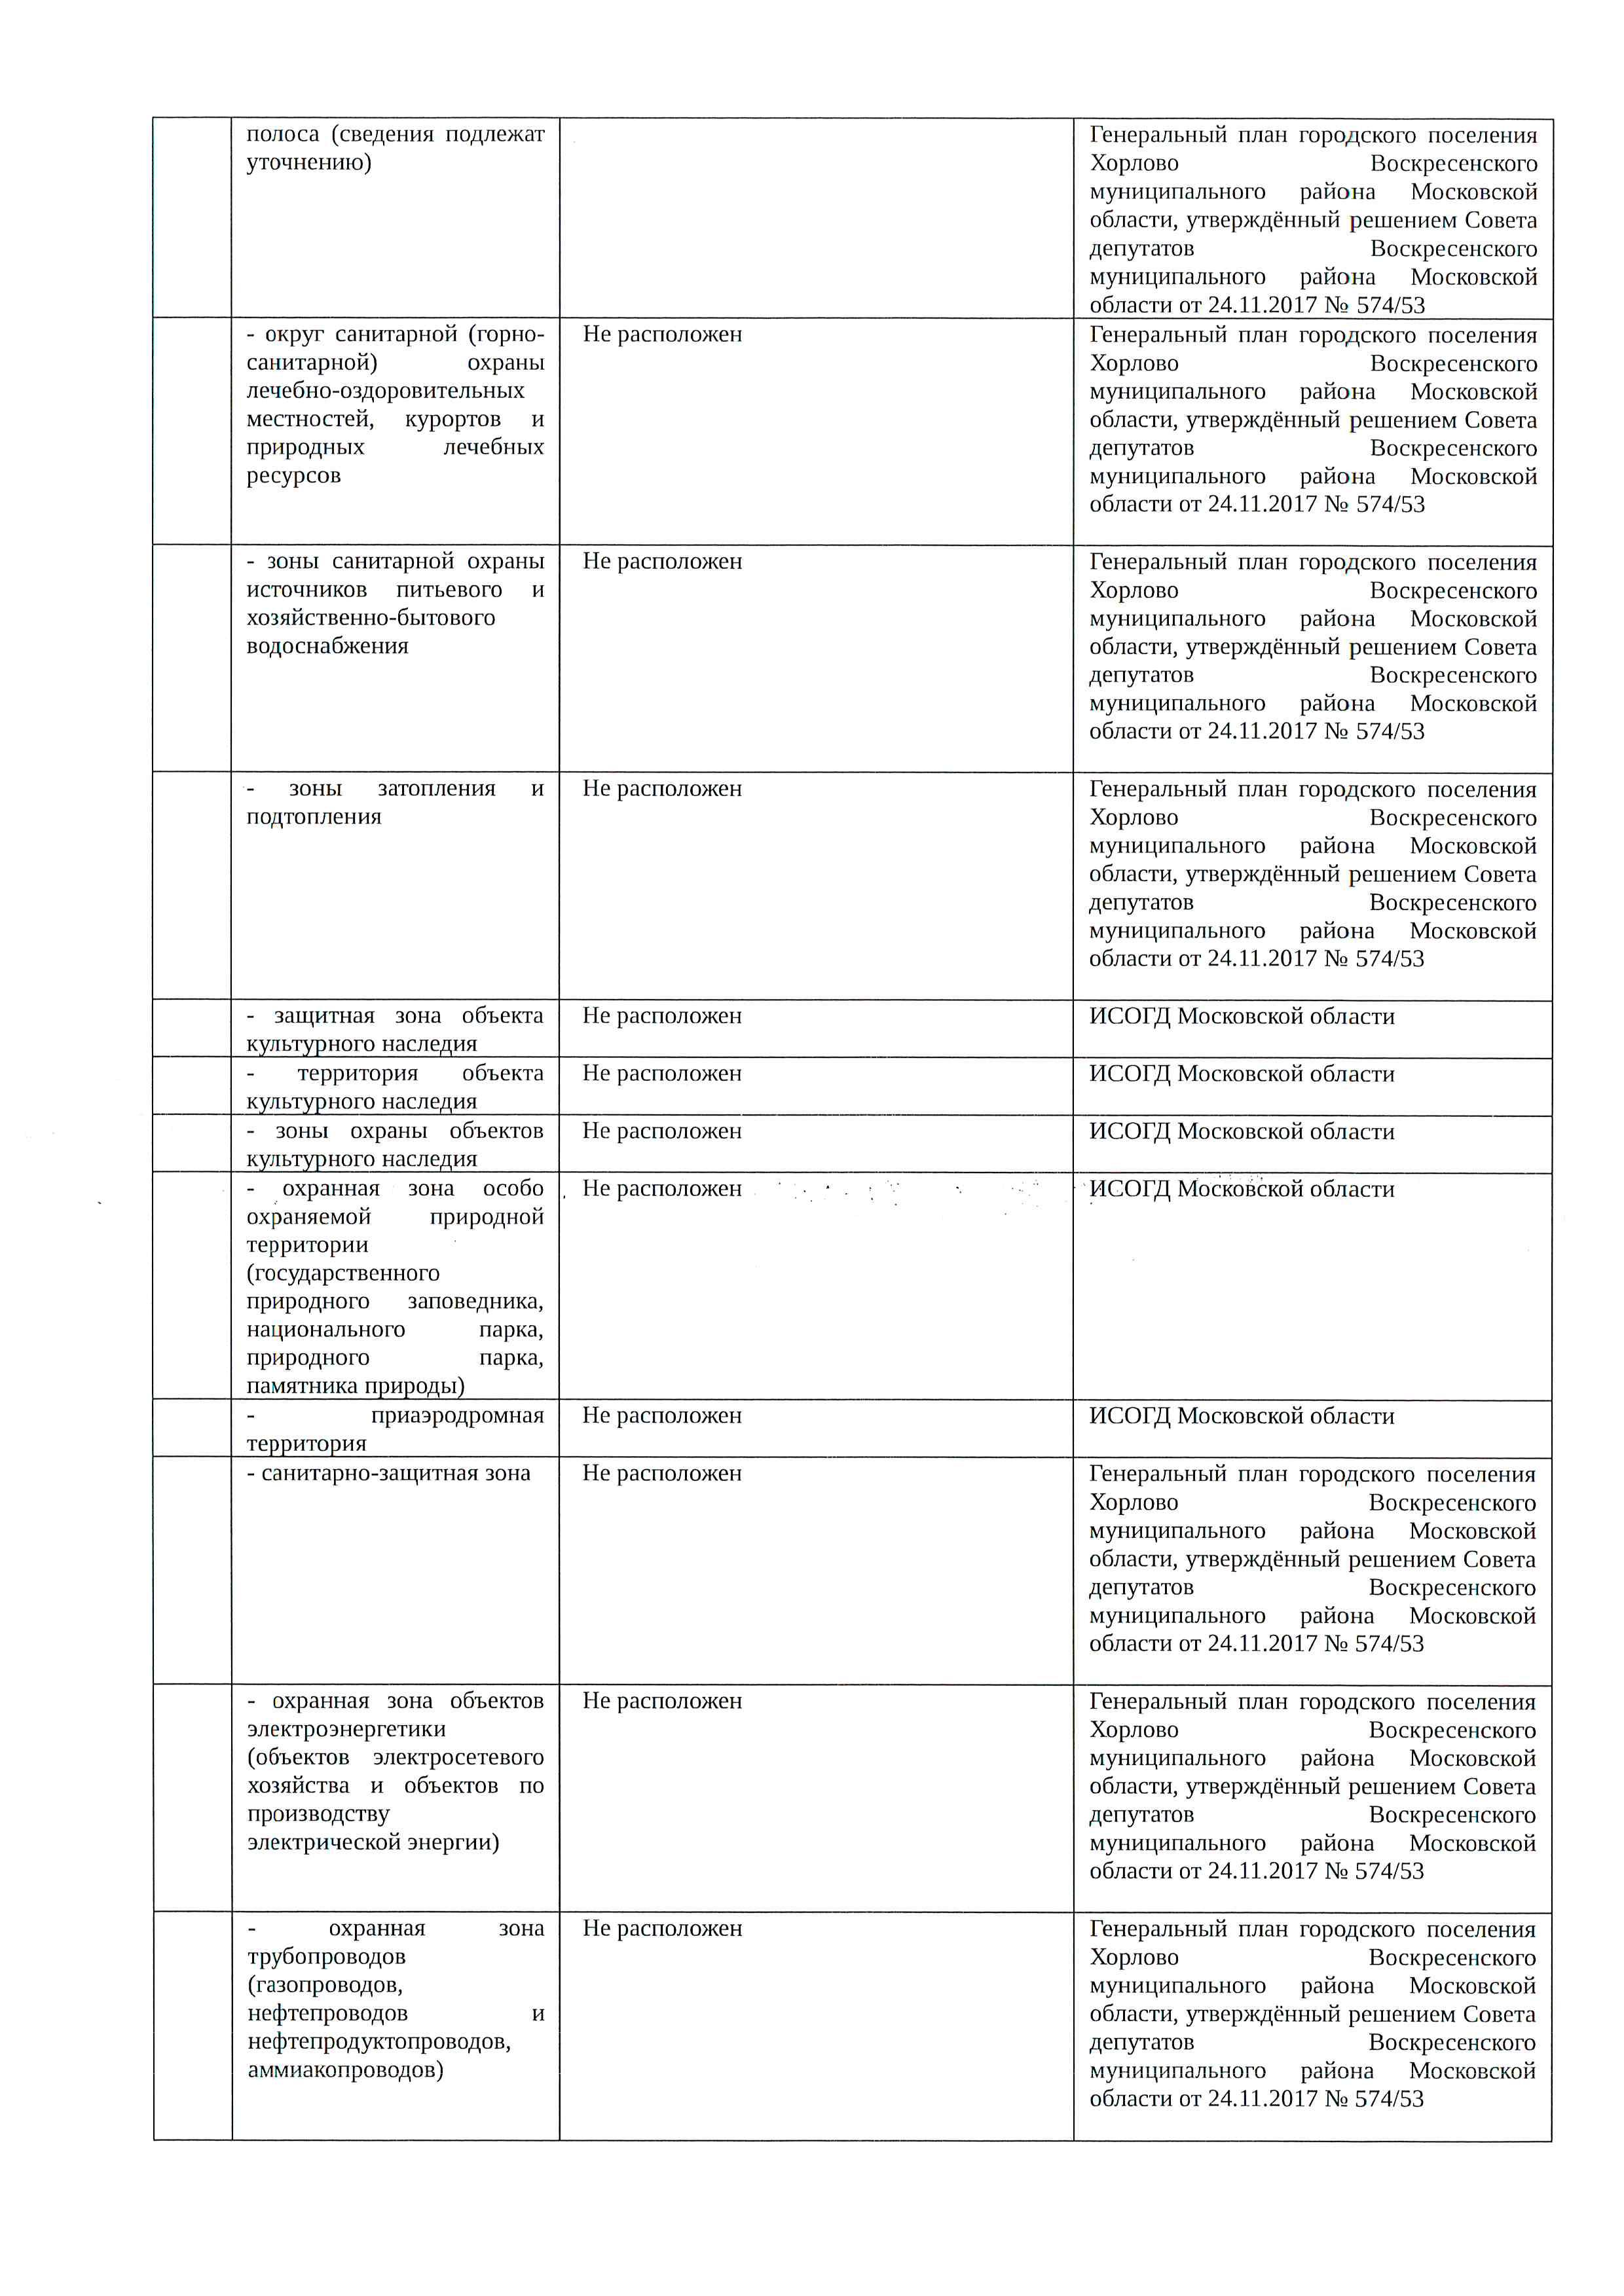 полоса (сведения подлежат
уточнению)
Генеральный план городского поселения
Хорлово Воскресенского
муниципального района Московской
области, утверждённый решением Совета
депутатов Воскресенского
муниципального района Московской
области от 24.11.2017 № 574/53
- округ санитарной (горно-
санитарной) охраны
лечебно-оздоровительных
местностей, курортов и
природных лечебных
ресурсов
Не расположен
Генеральный план городского поселения
Хорлово Воскресенского
муниципального района Московской
области, утверждённый решением Совета
депутатов Воскресенского
муниципального района Московской
области от 24.11.2017 № 574/53
- зоны санитарной охраны
источников питьевого и
хозяйственно-бытового
водоснабжения
Не расположен
Генеральный план городского поселения
Хорлово Воскресенского
муниципального района Московской
области, утверждённый решением Совета
депутатов Воскресенского
муниципального района Московской
области от 24.11.2017 № 574/53
- зоны затопления и
подтопления
Не расположен
Генеральный план городского поселения
Хорлово Воскресенского
муниципального района Московской
области, утверждённый решением Совета
депутатов Воскресенского
муниципального района Московской
области от 24.11.2017 № 574/53
- защитная зона объекта
культурного наследия
Не расположен
ИСОГД Московской области
- территория объекта
культурного наследия
Не расположен
ИСОГД Московской области
- зоны охраны объектов
культурного наследия
Не расположен
ИСОГД Московской области
- охранная зона особо
охраняемой природной
территории
(государственного
природного заповедника,
национального парка,
природного парка,
памятника природы)
Не расположен
ИСОГД Московской области
- приаэродромная
территория
Не расположен
ИСОГД Московской области
- санитарно-защитная зона
Не расположен
Генеральный план городского поселения
Хорлово Воскресенского
муниципального района Московской
области, утверждённый решением Совета
депутатов Воскресенского
муниципального района Московской
области от 24.11.2017 № 574/53
- охранная зона объектов
электроэнергетики
(объектов электросетевого
хозяйства и объектов по
производству
электрической энергии)
Не расположен
Генеральный план городского поселения
Хорлово Воскресенского
муниципального района Московской
области, утверждённый решением Совета
депутатов Воскресенского
муниципального района Московской
области от 24.11.2017 № 574/53
- охранная зона
трубопроводов
(газопроводов,
нефтепроводов и
нефтепродуктопроводов,
аммиакопроводов)
Не расположен
Генеральный план городского поселения
Хорлово Воскресенского
муниципального района Московской
области, утверждённый решением Совета
депутатов Воскресенского
муниципального района Московской
области от 24.11.2017 № 574/53